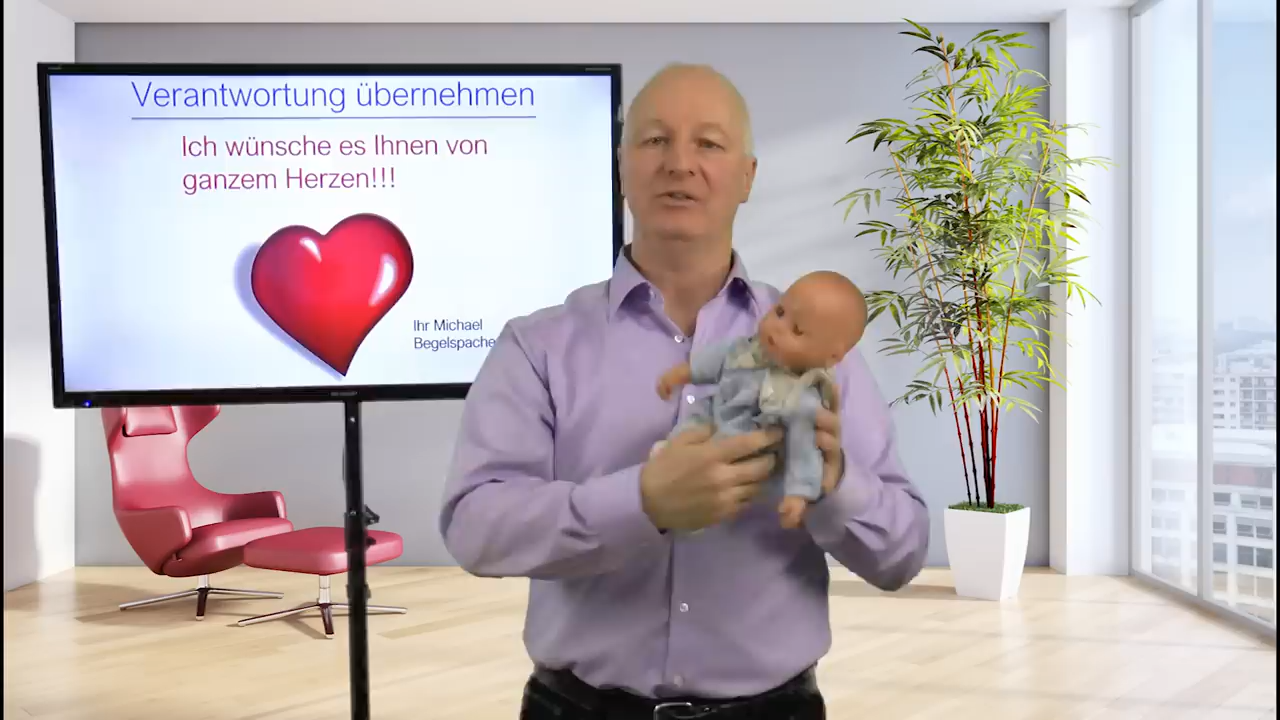 Verantwortung übernehmen
Ich wünsche es Ihnen von
ganzem Herzen!!!
Ihr Michael
Begelspache